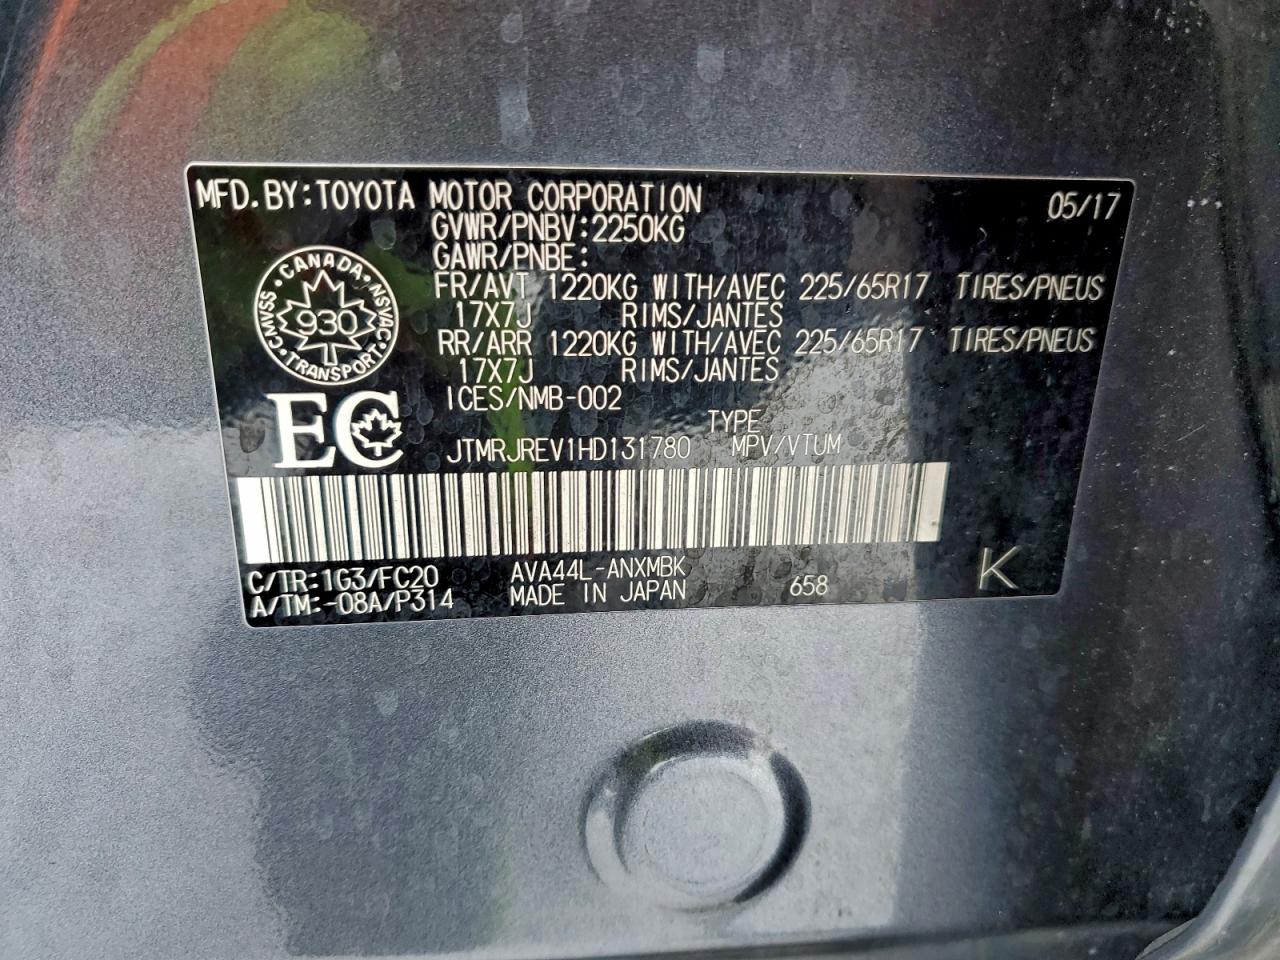 MFD. BY: TOYOTA MOTOR CORPORATION 05/17
GVWR/PNBV: 2250KG
GAWR/PNBE:
FR/AVT 1220KG WITH/AVEC 225/65R17 TIRES/PNEUS
17X7J RIMS/JANTES
RR/ARR 1220KG WITH/AVEC 225/65R17 TIRES/PNEUS
17X7J RIMS/JANTES
CANADA
CMVSS 930 NSVAC
TRANSPORT
EC
ICES/NMB-002
TYPE
JTMRJREV1HD131780 MPV/VTUM
C/TR: 1G3/FC20 AVA44L-ANXMBK
A/TM: -08A/P314 MADE IN JAPAN 658 K